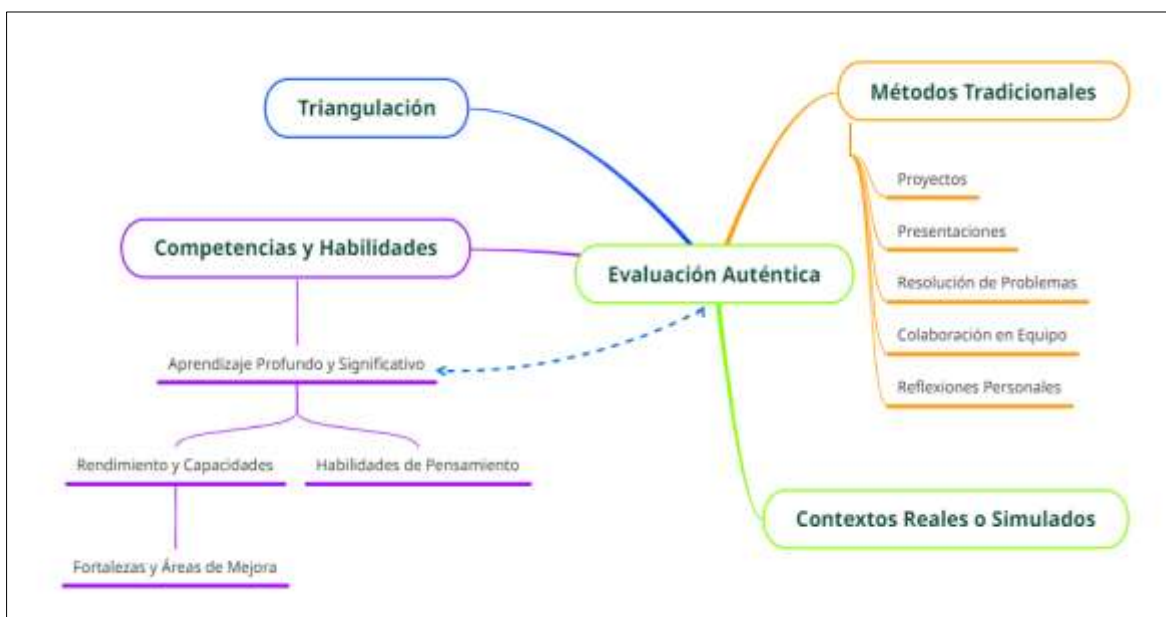 Triangulación
Métodos Tradicionales
Proyectos
Presentaciones
Resolución de Problemas
Colaboración en Equipo
Reflexiones Personales
Competencias y Habilidades
Evaluación Auténtica
Aprendizaje Profundo y Significativo
Rendimiento y Capacidades
Habilidades de Pensamiento
Fortalezas y Áreas de Mejora
Contextos Reales o Simulados